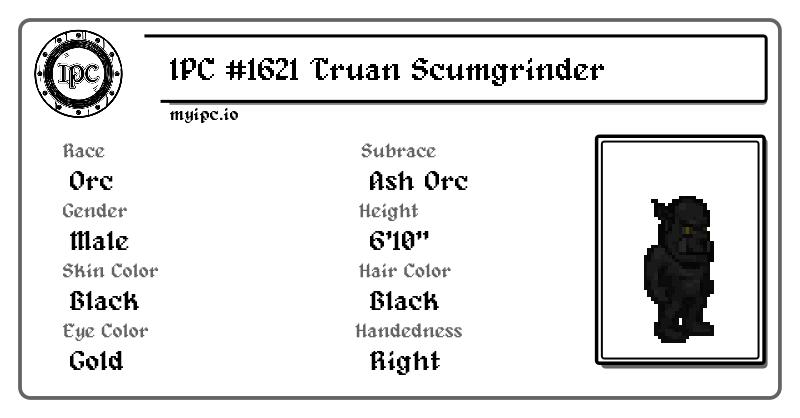 IPC
IPC #1621 Truan Scumgrinder
myipc.io
Race
Subrace
Orc
Ash Orc
Gender
Height
Male
6'10"
Skin Color
Hair Color
Black
Black
Eye Color
Handedness
Gold
Right